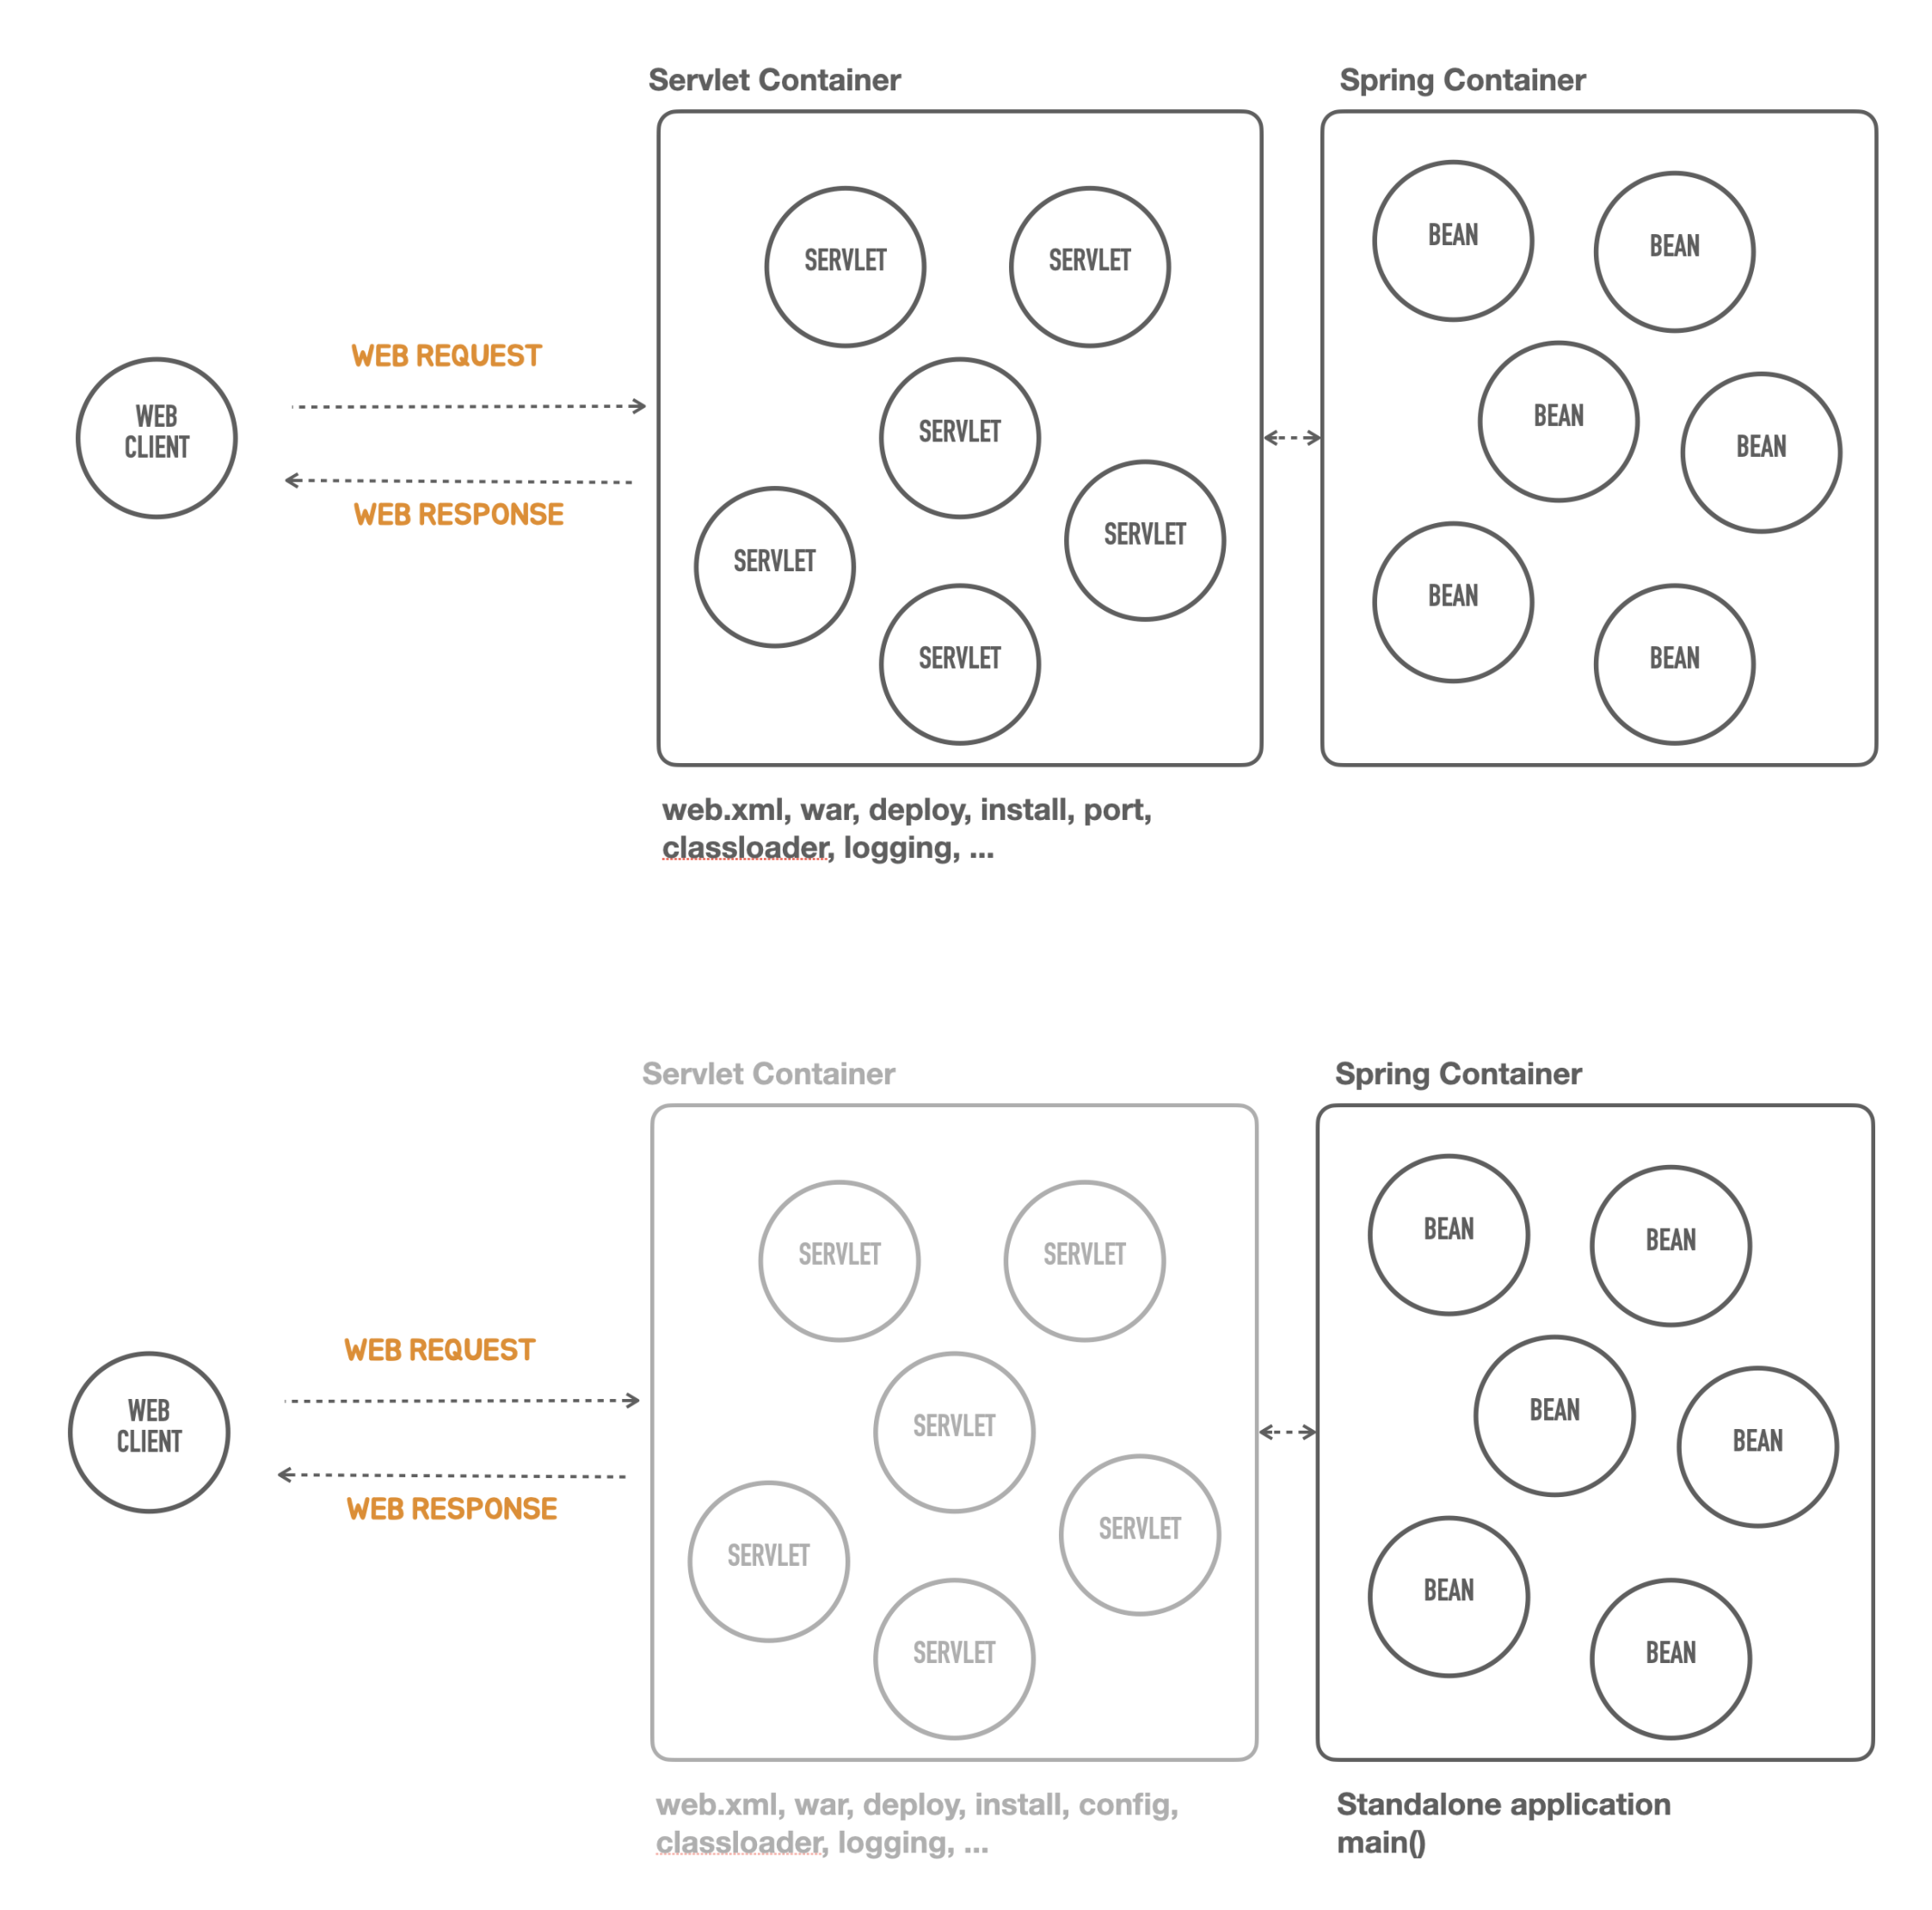 Servlet Container
Spring Container
SERVLET
SERVLET
SERVLET
SERVLET
SERVLET
SERVLET
BEAN
BEAN
BEAN
BEAN
BEAN
BEAN
WEB REQUEST
WEB
CLIENT
WEB RESPONSE
web.xml, war, deploy, install, port,
classloader, logging, ...
Servlet Container
Spring Container
SERVLET
SERVLET
SERVLET
SERVLET
SERVLET
SERVLET
BEAN
BEAN
BEAN
BEAN
BEAN
BEAN
WEB REQUEST
WEB
CLIENT
WEB RESPONSE
web.xml, war, deploy, install, config,
classloader, logging, ...
Standalone application
main()